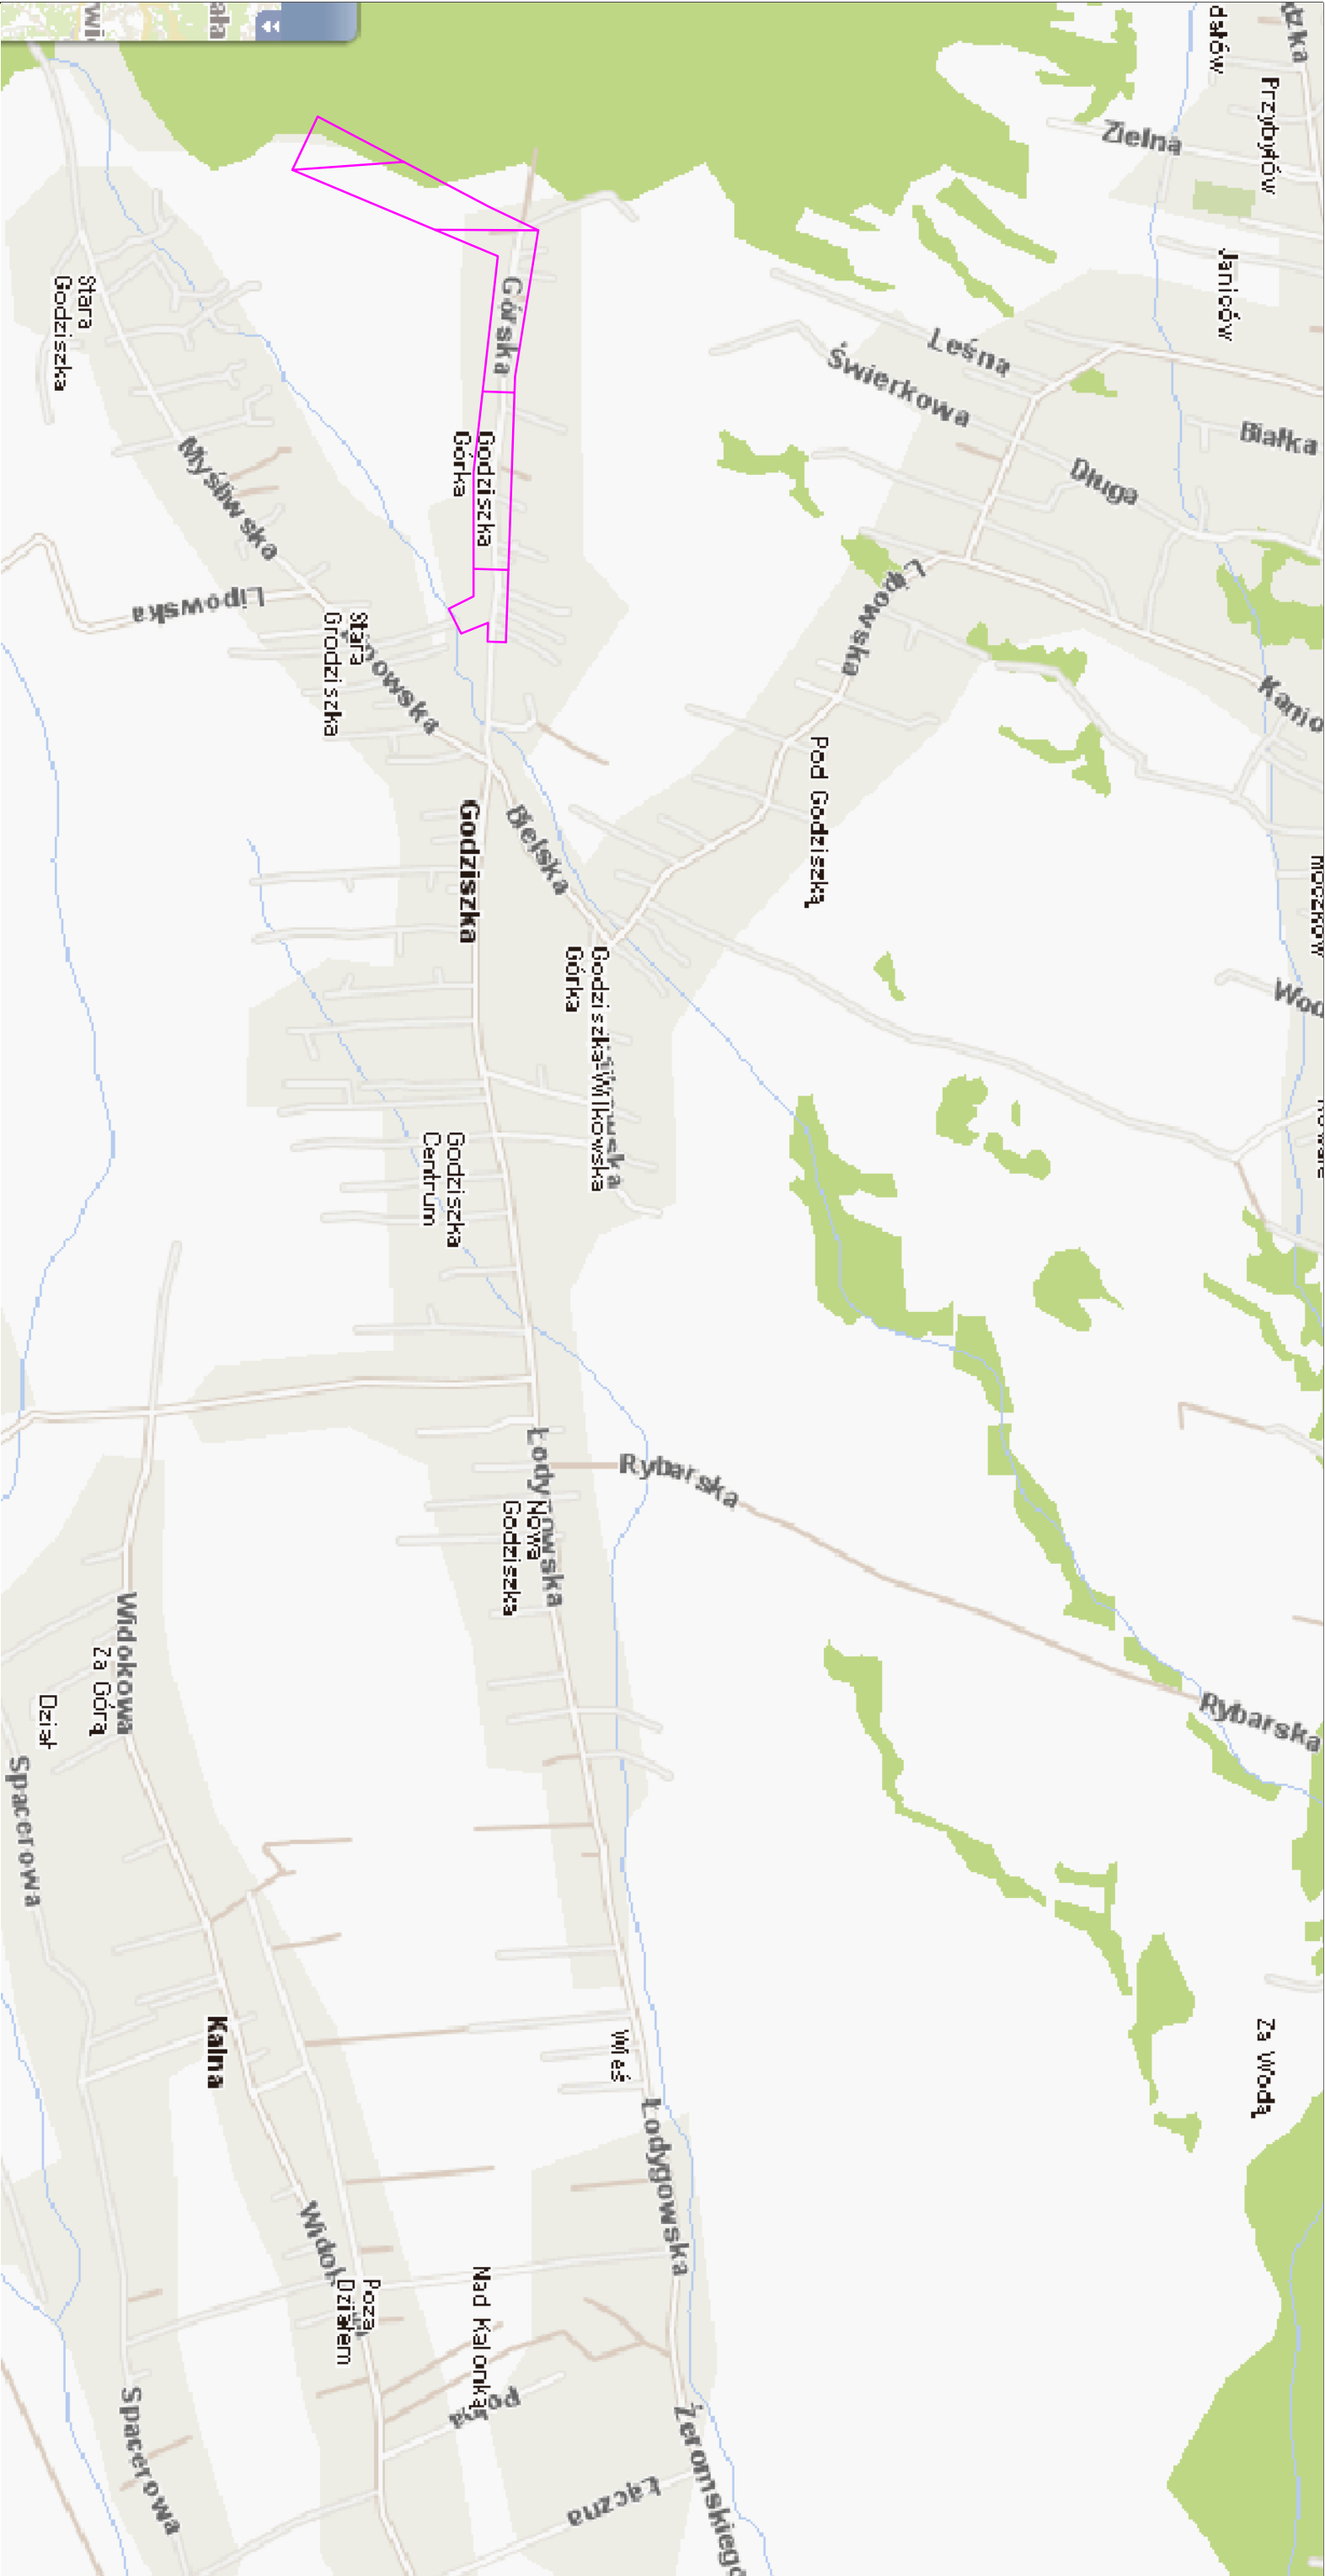 Zielna
Przybyłów
Janiców
Leśna
Świerkowa
Białka
Długa
Górska
Stara
Godziszka
Godziszka
Górka
Myśliwska
Lipowska
Lipowska
Stara
Grodziszka
Pod Godziszką
Bielska
Godziszka
Godziszka-Wilkowska
Górka
Godziszka
Centrum
Rybarska
Nowa
Godziszka
Rybarska
Widokowa
Za Górą
Dział
Spacerowa
Kalna
Wieś
Za Wodą
Łodygowska
Nad Kalonką
Poza
Działem
Spacerowa
Łączna